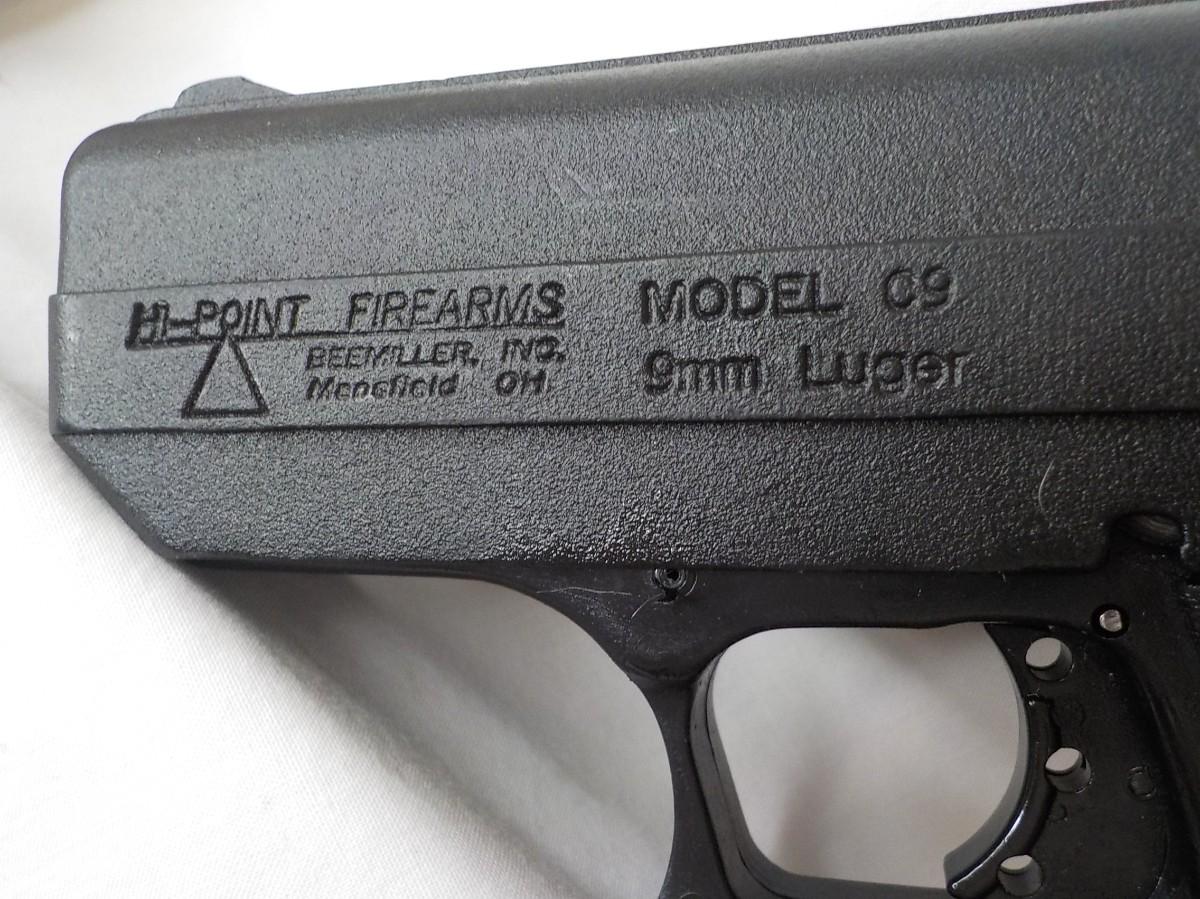 Hi-POINT FIREARMS
BEEMILLER, INC.
Mansfield OH
MODEL C9
9mm Luger